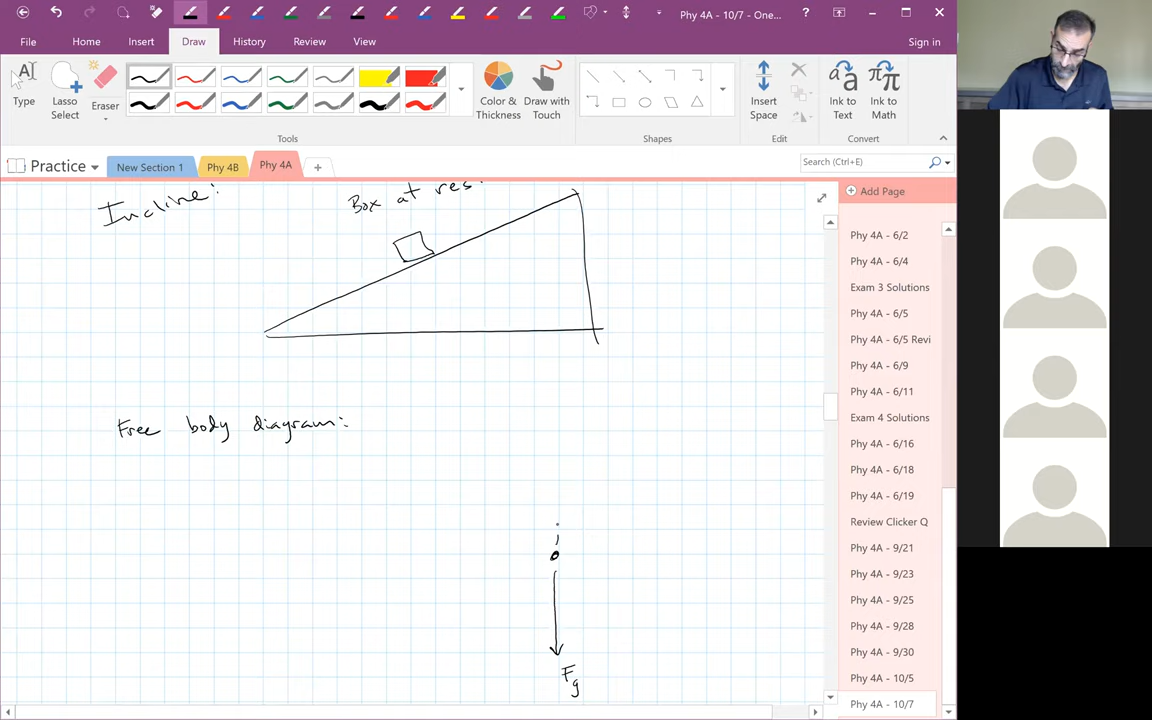 Phy 4A - 10/7 - One...
File Home Insert Draw History Review View Sign in
Type
Lasso Select
Eraser
Color & Thickness
Draw with Touch
Insert Space
Ink to Text
Ink to Math
Tools Shapes Edit Convert
Practice New Section 1 Phy 4B Phy 4A Search (Ctrl+E)
Add Page
Incline:
Box at res
Phy 4A - 6/2
Phy 4A - 6/4
Exam 3 Solutions
Phy 4A - 6/5
Phy 4A - 6/5 Revi
Phy 4A - 6/9
Phy 4A - 6/11
Exam 4 Solutions
Phy 4A - 6/16
Phy 4A - 6/18
Phy 4A - 6/19
Review Clicker Q
Phy 4A - 9/21
Phy 4A - 9/23
Phy 4A - 9/25
Phy 4A - 9/28
Phy 4A - 9/30
Phy 4A - 10/5
Phy 4A - 10/7
Free body diagram:
Fg